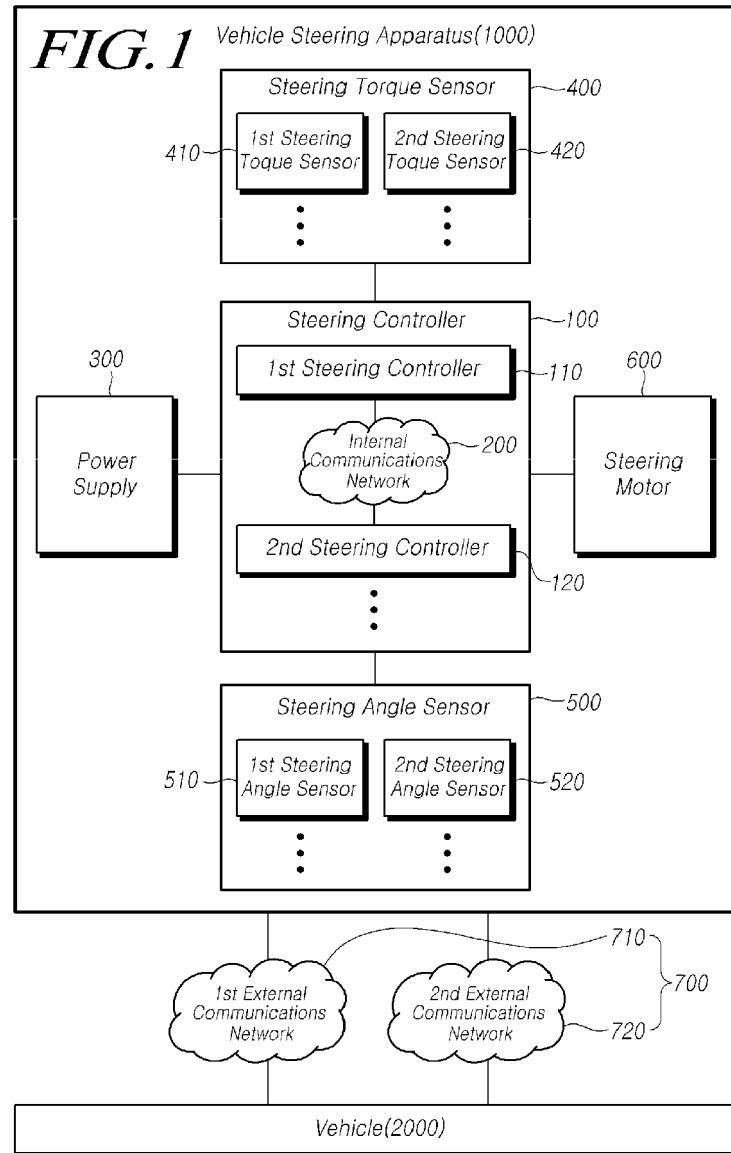 FIG. 1
Vehicle Steering Apparatus(1000)
Steering Torque Sensor
400
1st Steering
Toque Sensor
410
2nd Steering
Toque Sensor
420
Steering Controller
100
1st Steering Controller
110
300
Power
Supply
Internal
Communications
Network
200
600
Steering
Motor
2nd Steering Controller
120
Steering Angle Sensor
500
1st Steering
Angle Sensor
510
2nd Steering
Angle Sensor
520
1st External
Communications
Network
710
2nd External
Communications
Network
720
700
Vehicle(2000)